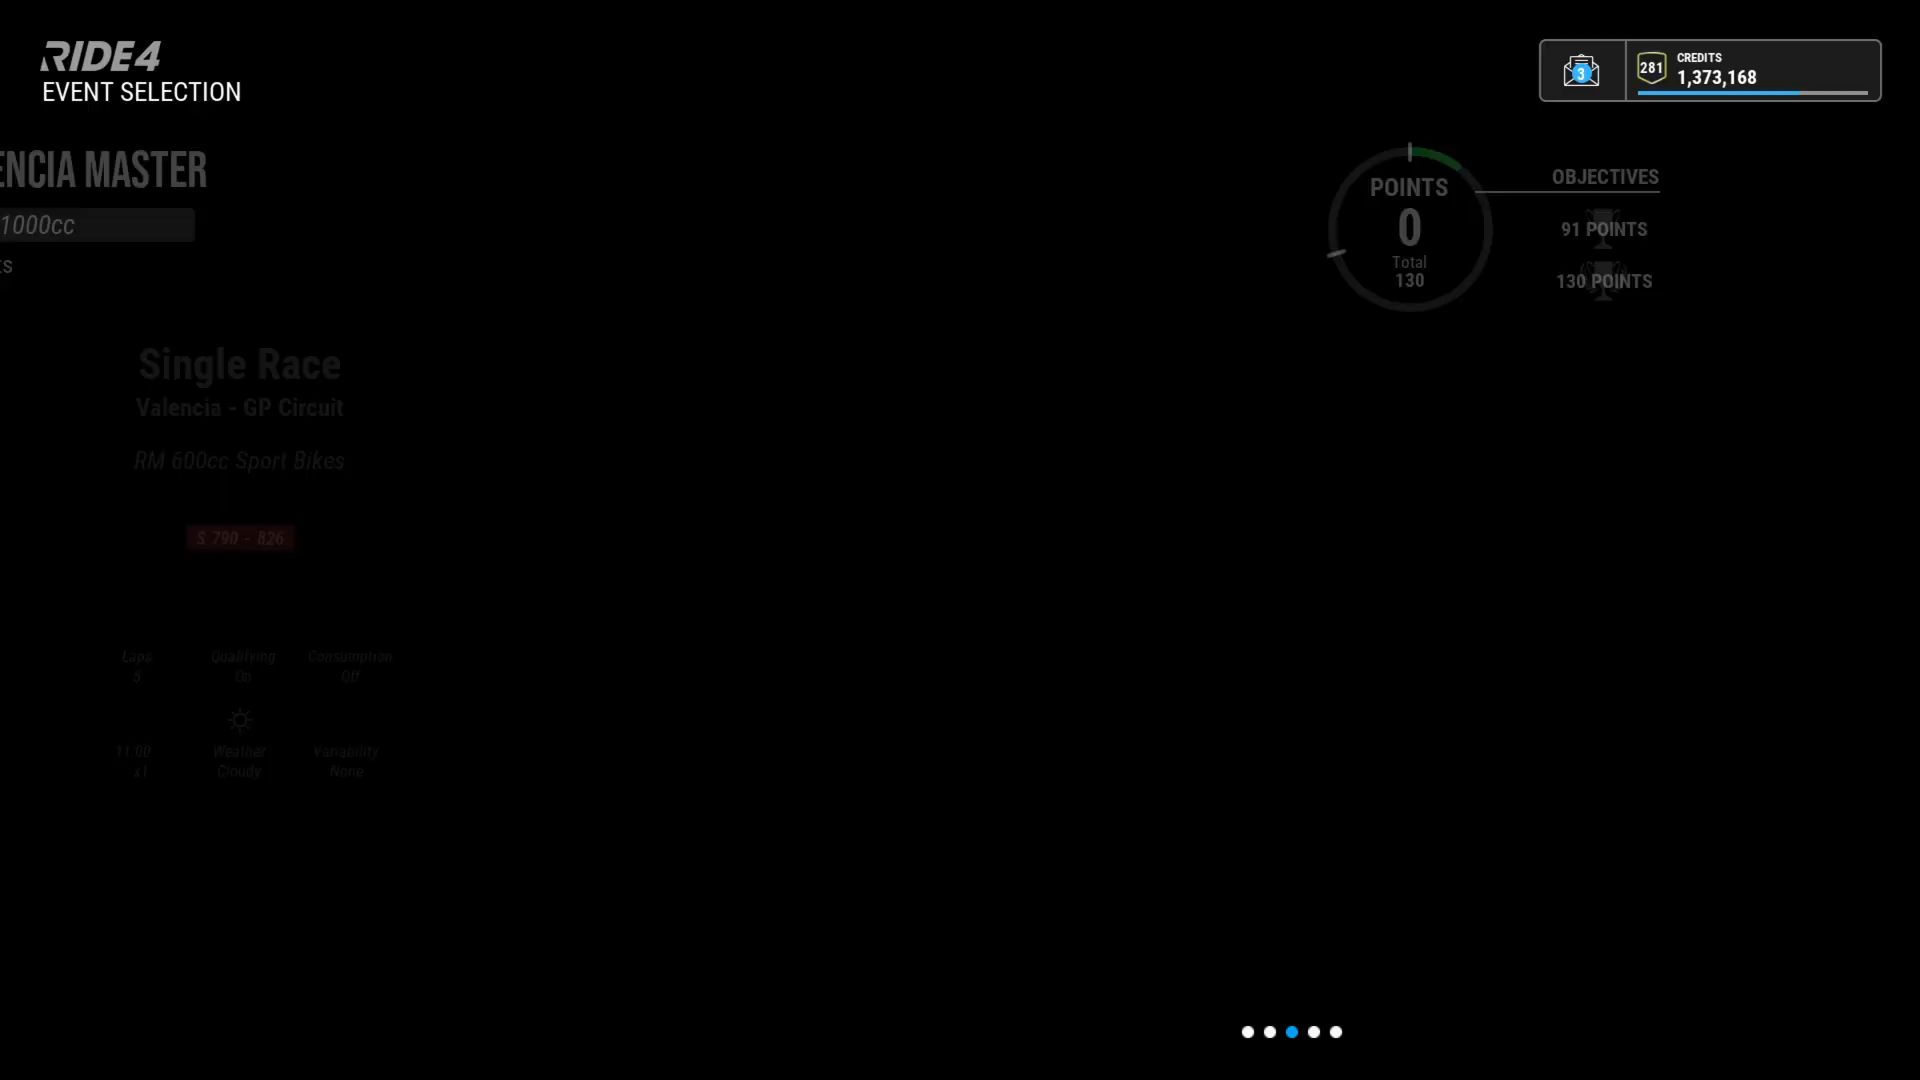 RIDE4
EVENT SELECTION
3
281
CREDITS
1,373,168
ENCIA MASTER
1000cc
TS
POINTS
0
Total
130
OBJECTIVES
91 POINTS
130 POINTS
Single Race
Valencia - GP Circuit
RM 600cc Sport Bikes
S 790 - 826
Laps
5
Qualifying
On
Consumption
Off
11:00
x1
Weather
Cloudy
Variability
None